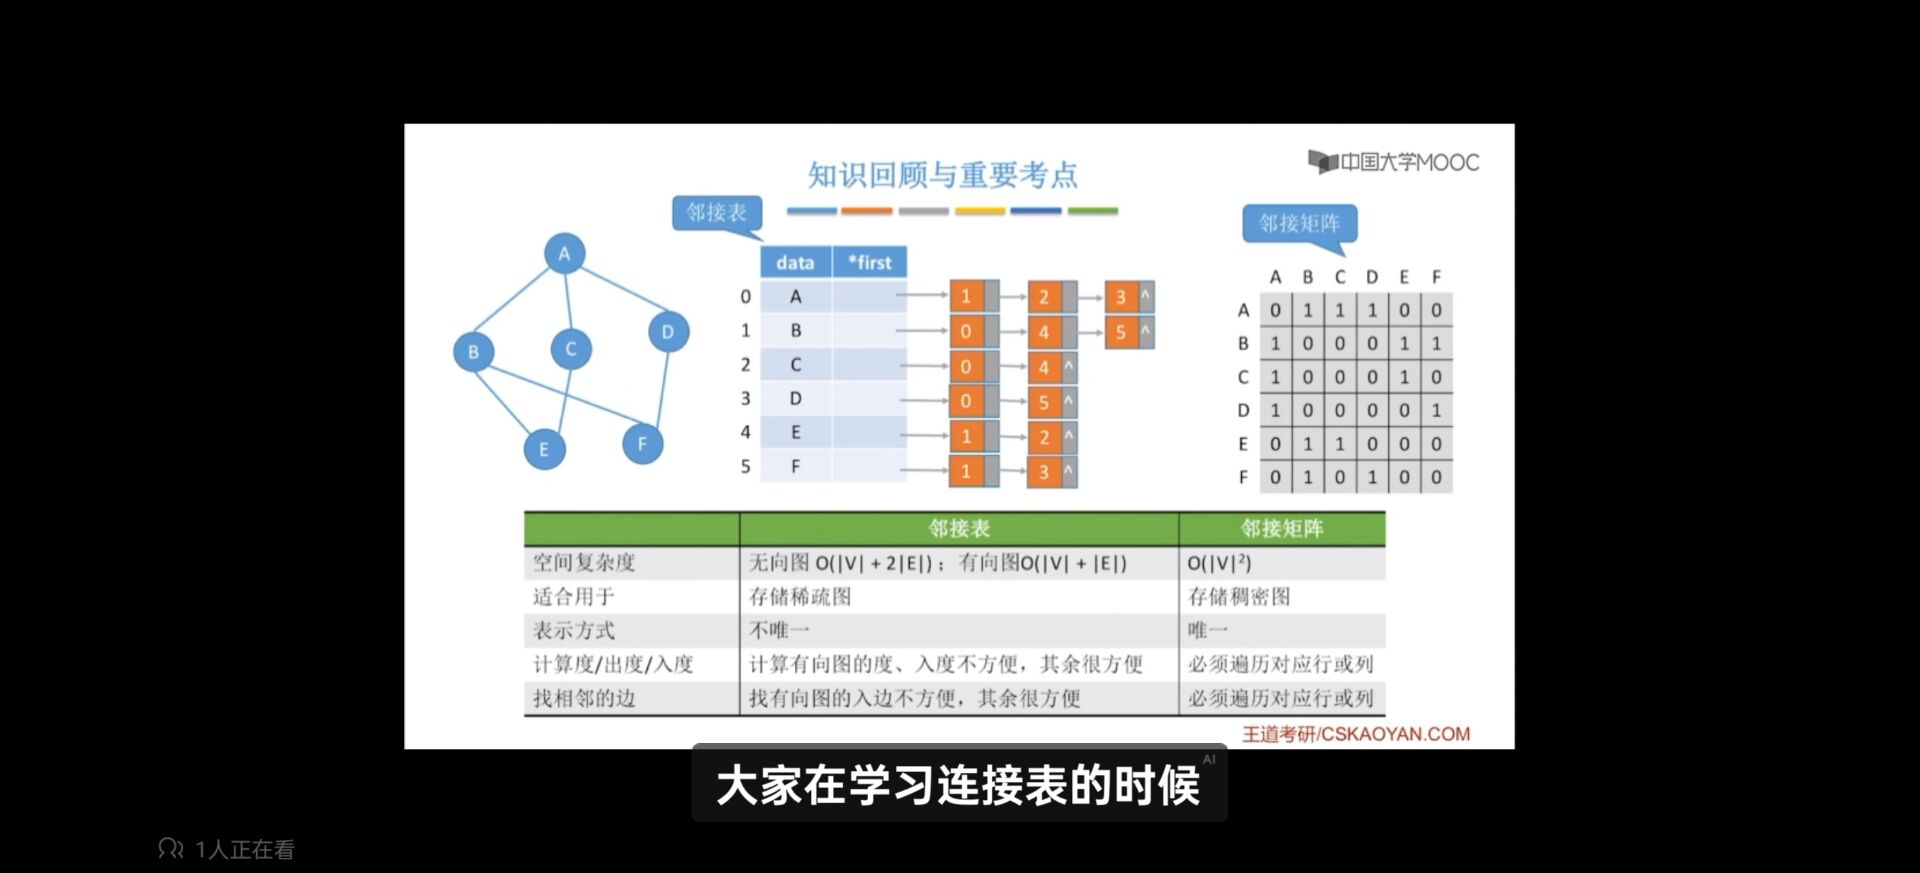 知识回顾与重要考点
中国大学MOOC
邻接表
邻接矩阵
A
B
C
D
E
F
data *first
0 A 1 2 3 ^
1 B 0 4 5 ^
2 C 0 4 ^
3 D 0 5 ^
4 E 1 2 ^
5 F 1 3 ^
A B C D E F
A 0 1 1 1 0 0
B 1 0 0 0 1 1
C 1 0 0 0 1 0
D 1 0 0 0 0 1
E 0 1 1 0 0 0
F 0 1 0 1 0 0
邻接表 邻接矩阵
空间复杂度 无向图 O(|V| + 2|E|)；有向图O(|V| + |E|) O(|V|²)
适合用于 存储稀疏图 存储稠密图
表示方式 不唯一 唯一
计算度/出度/入度 计算有向图的度、入度不方便，其余很方便 必须遍历对应行或列
找相邻的边 找有向图的入边不方便，其余很方便 必须遍历对应行或列
王道考研/CSKAOYAN.COM
大家在学习连接表的时候
AI
1人正在看